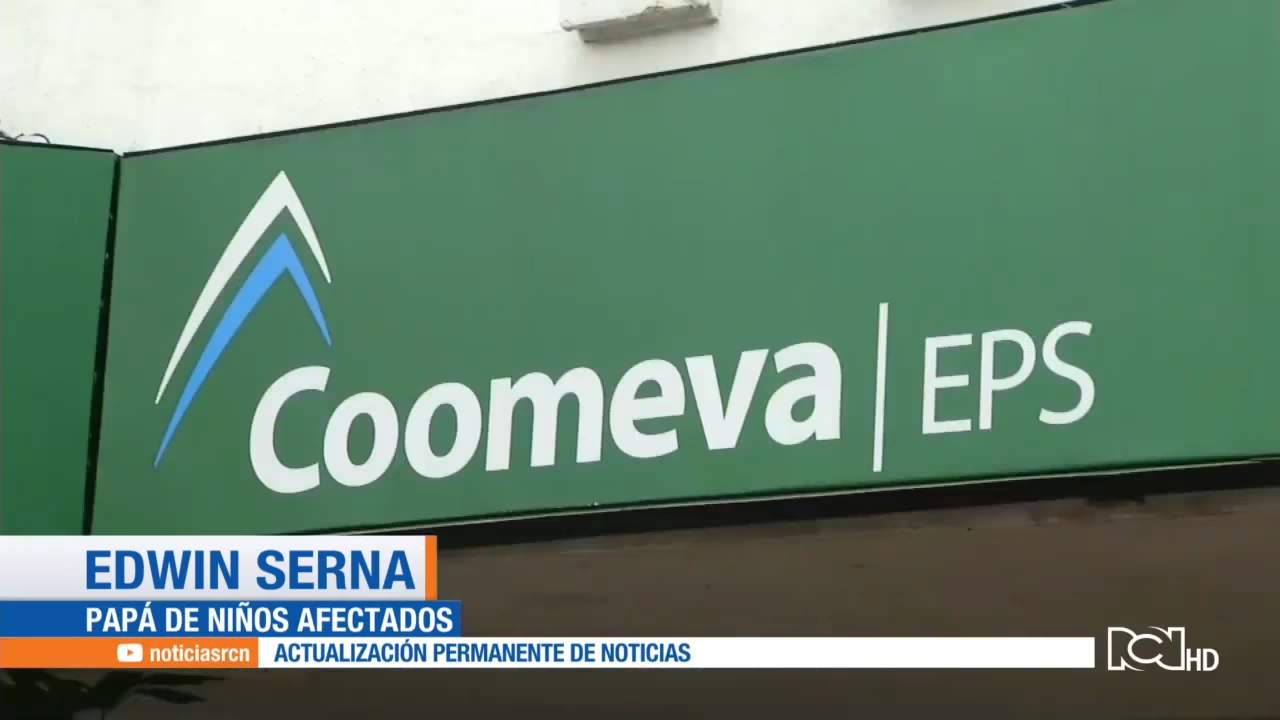 Coomeva | EPS
EDWIN SERNA
PAPÁ DE NIÑOS AFECTADOS
noticiasrcn ACTUALIZACIÓN PERMANENTE DE NOTICIAS
RCN HD